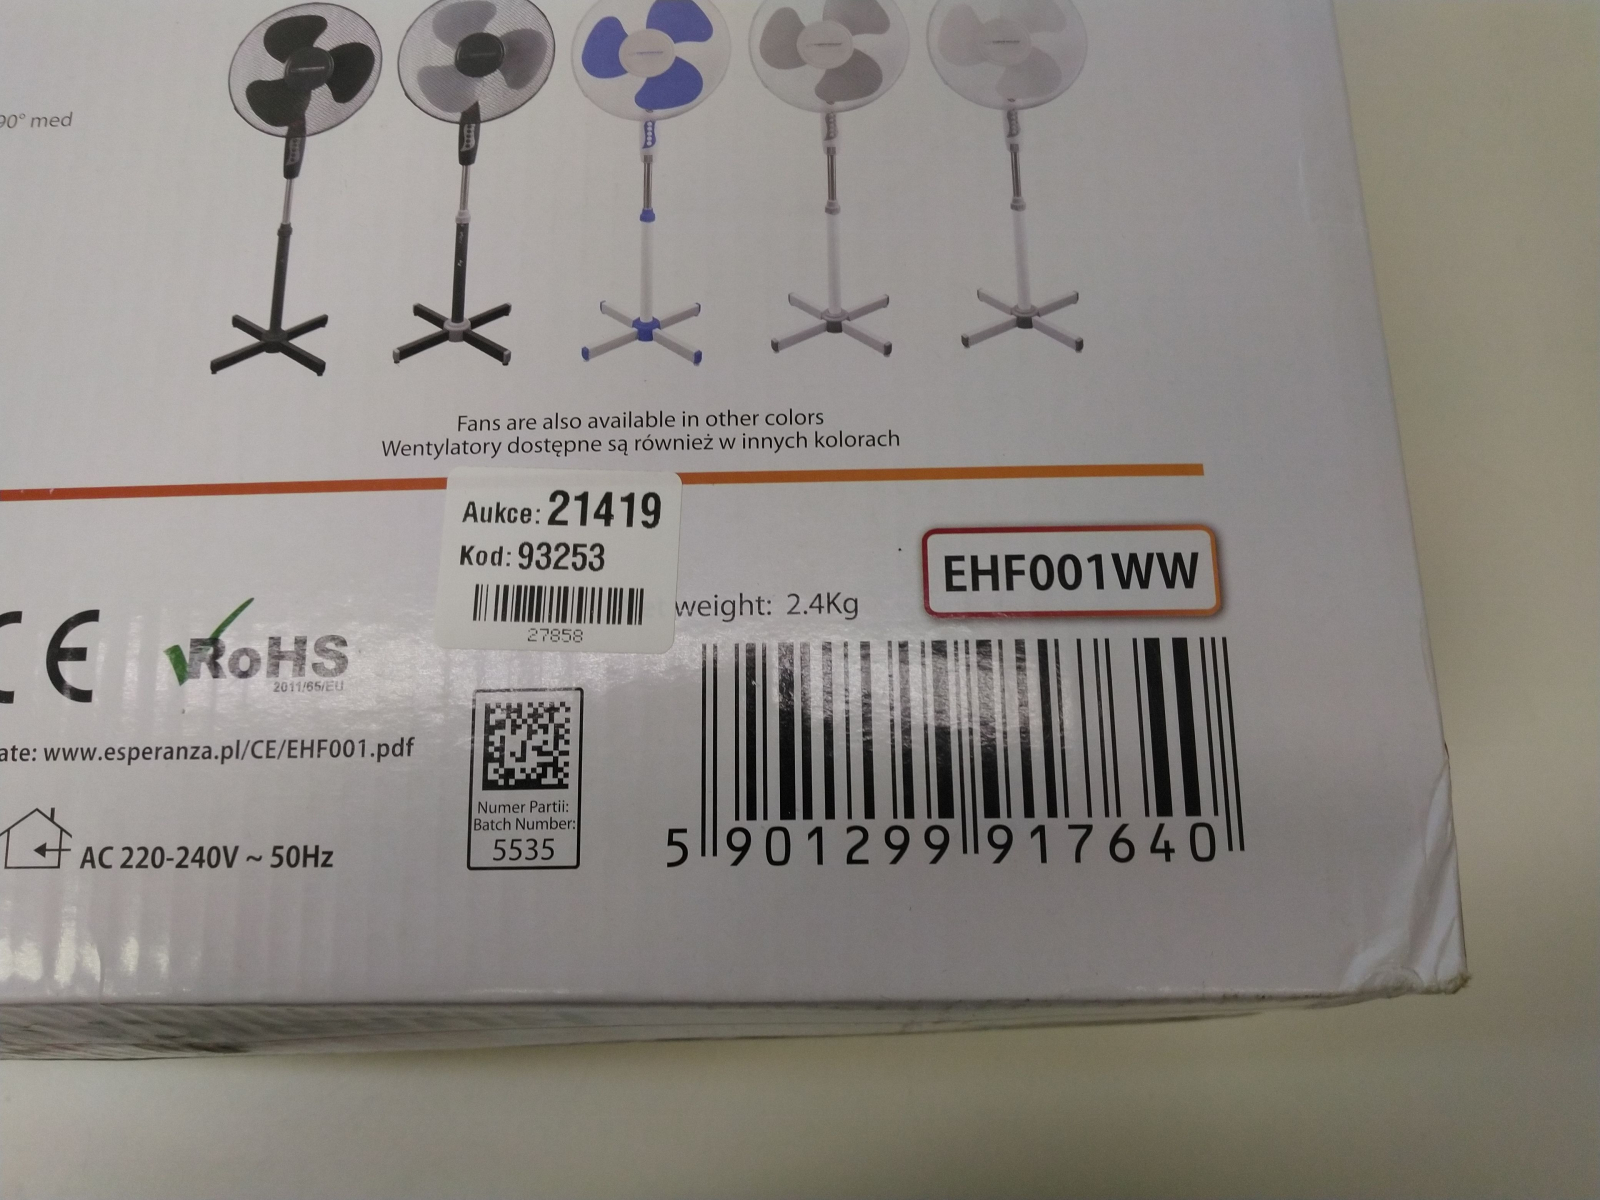 90° med
Fans are also available in other colors
Wentylatory dostępne są również w innych kolorach
Aukce: 21419
Kod: 93253
27858
weight: 2.4Kg
EHF001WW
CE
RoHS
2011/65/EU
ate: www.esperanza.pl/CE/EHF001.pdf
Numer Partii:
Batch Number:
5535
AC 220-240V ~ 50Hz
5 901299 917640